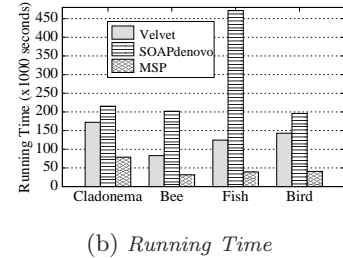 Running Time (x1000 seconds)
450
400
350
300
250
200
150
100
50
0
Velvet
SOAPdenovo
MSP
Cladonema Bee Fish Bird
(b) Running Time